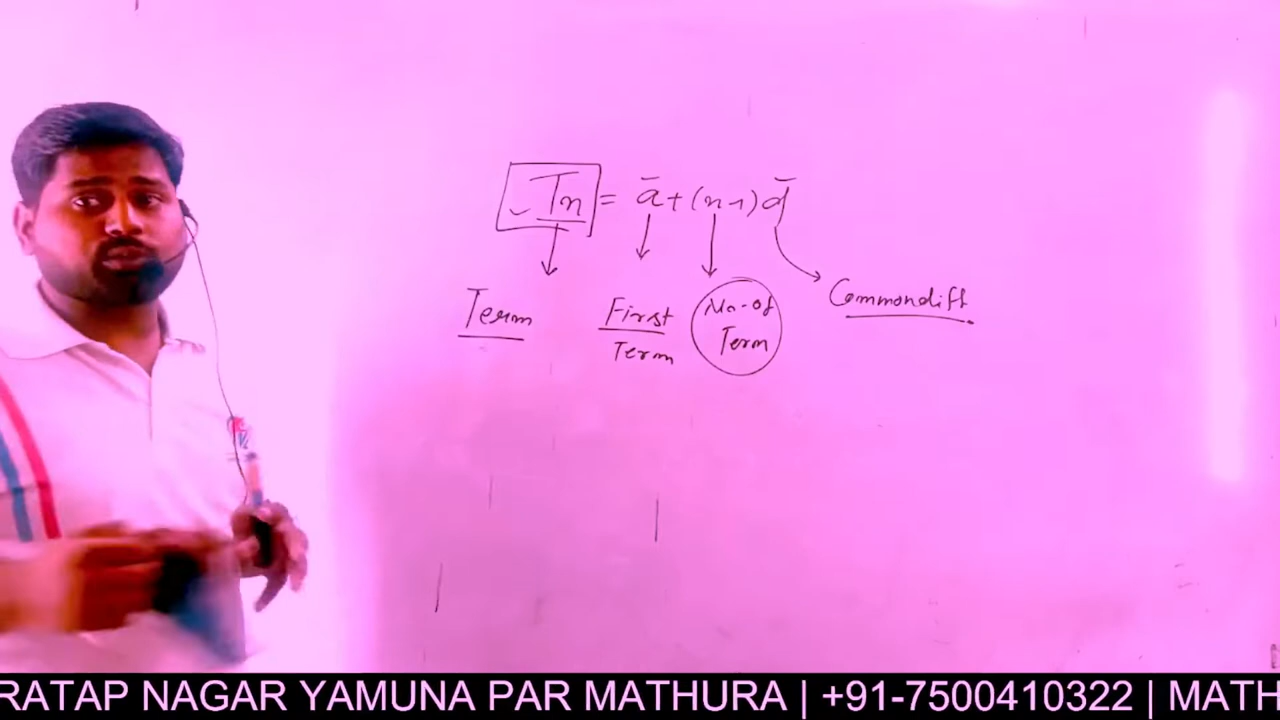 Tn = a + (n-1) d
Term
First
Term
No. of
Term
Commondiff
RATAP NAGAR YAMUNA PAR MATHURA | +91-7500410322 | MATH